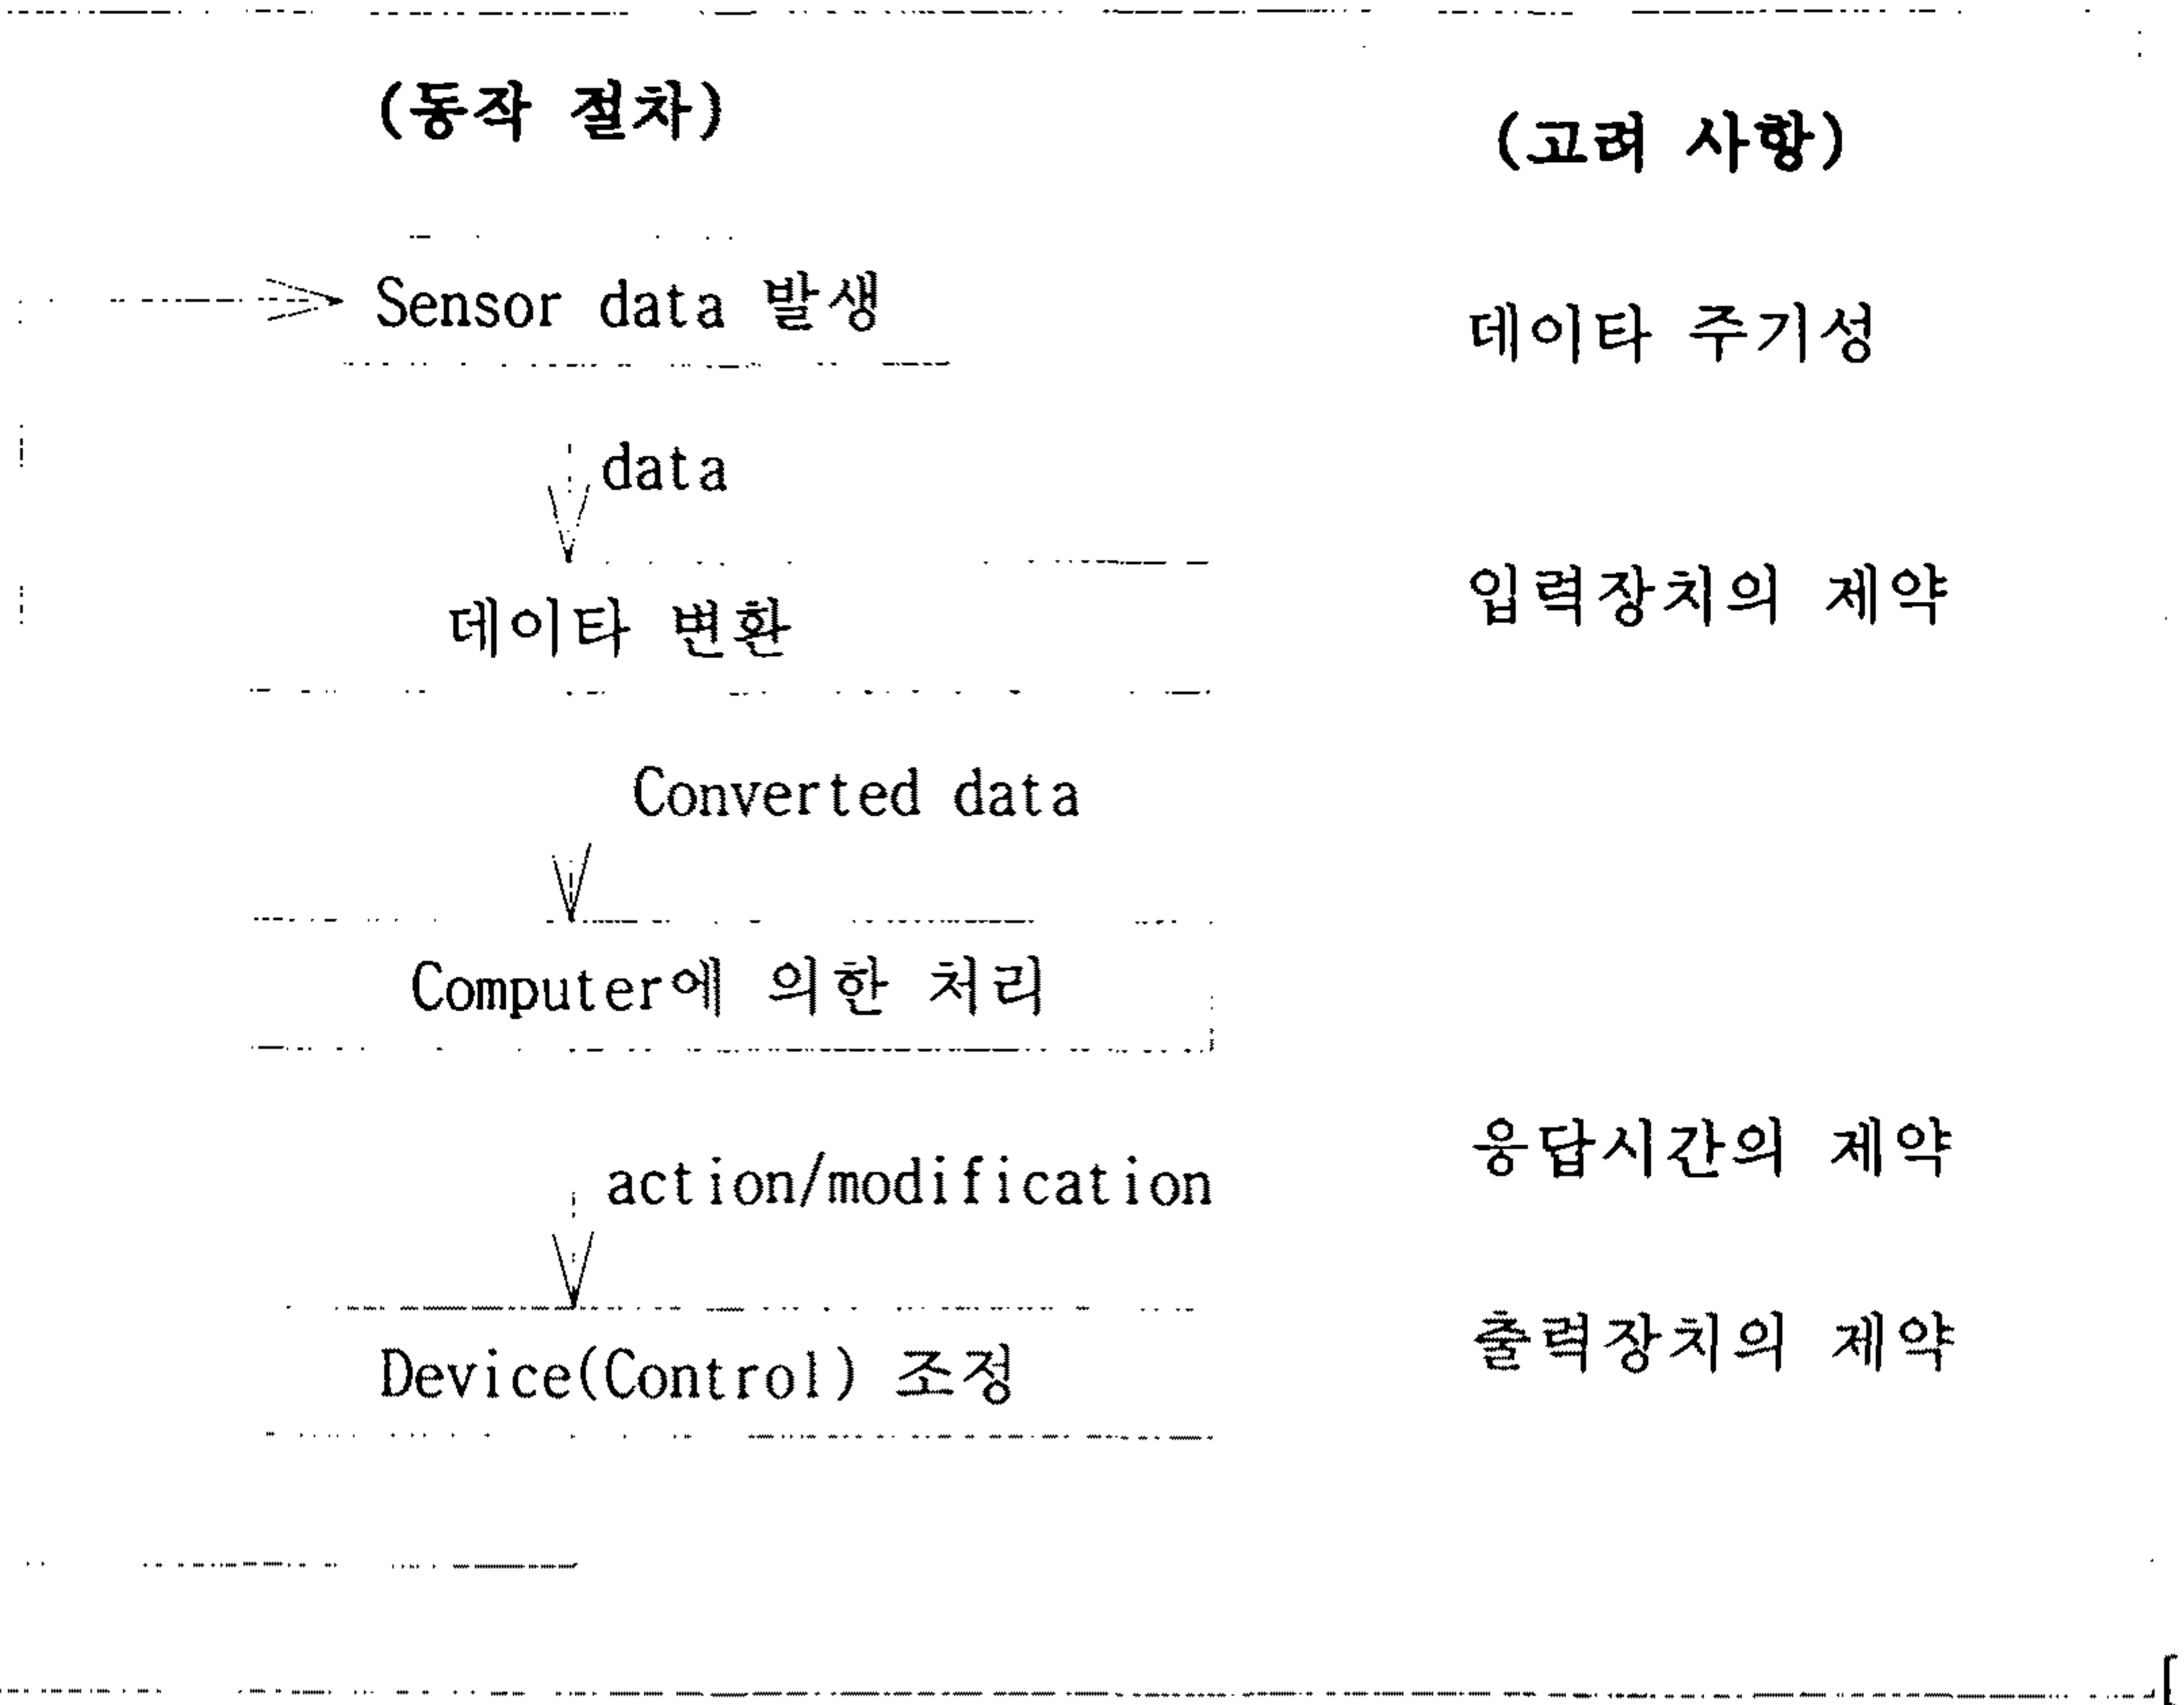 (동작 절차)
(고려 사항)
Sensor data 발생
데이타 주기성
data
입력장치의 제약
데이타 변환
Converted data
Computer에 의한 처리
응답시간의 제약
action/modification
출력장치의 제약
Device(Control) 조정